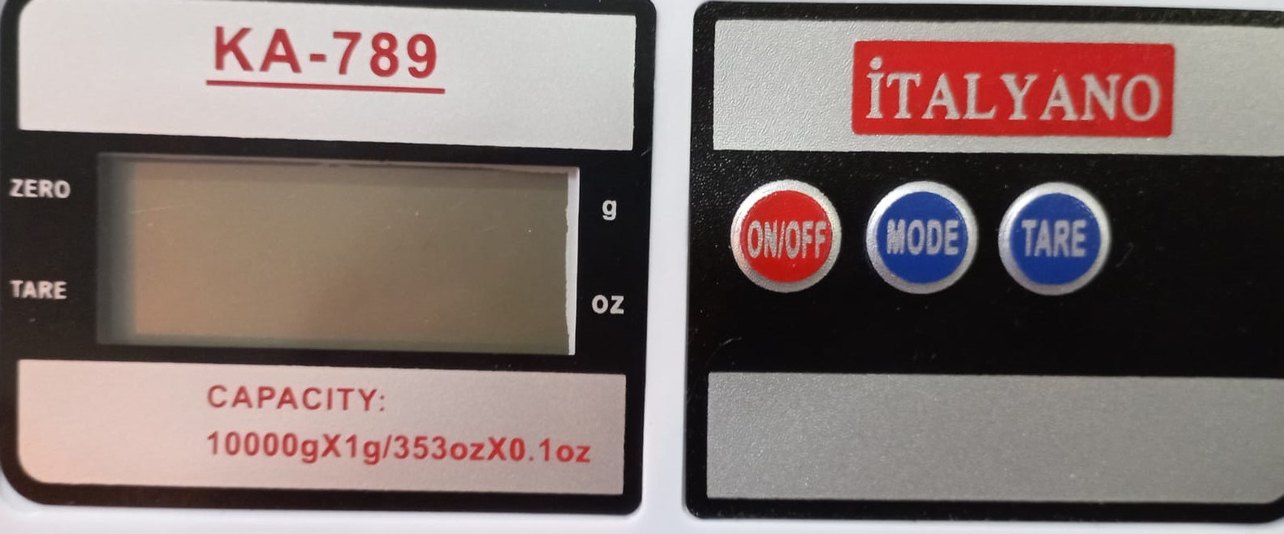 KA-789
ZERO
g
TARE
oz
CAPACITY:
10000gX1g/353ozX0.1oz
İTALYANO
ON/OFF
MODE
TARE